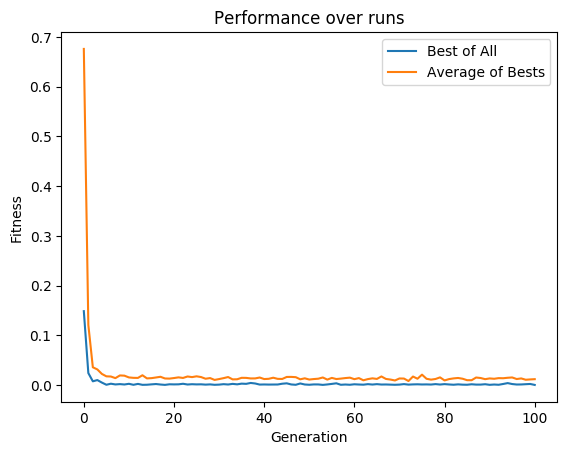 Performance over runs
Best of All
Average of Bests
0.7
0.6
0.5
0.4
0.3
0.2
0.1
0.0
Fitness
0 20 40 60 80 100
Generation